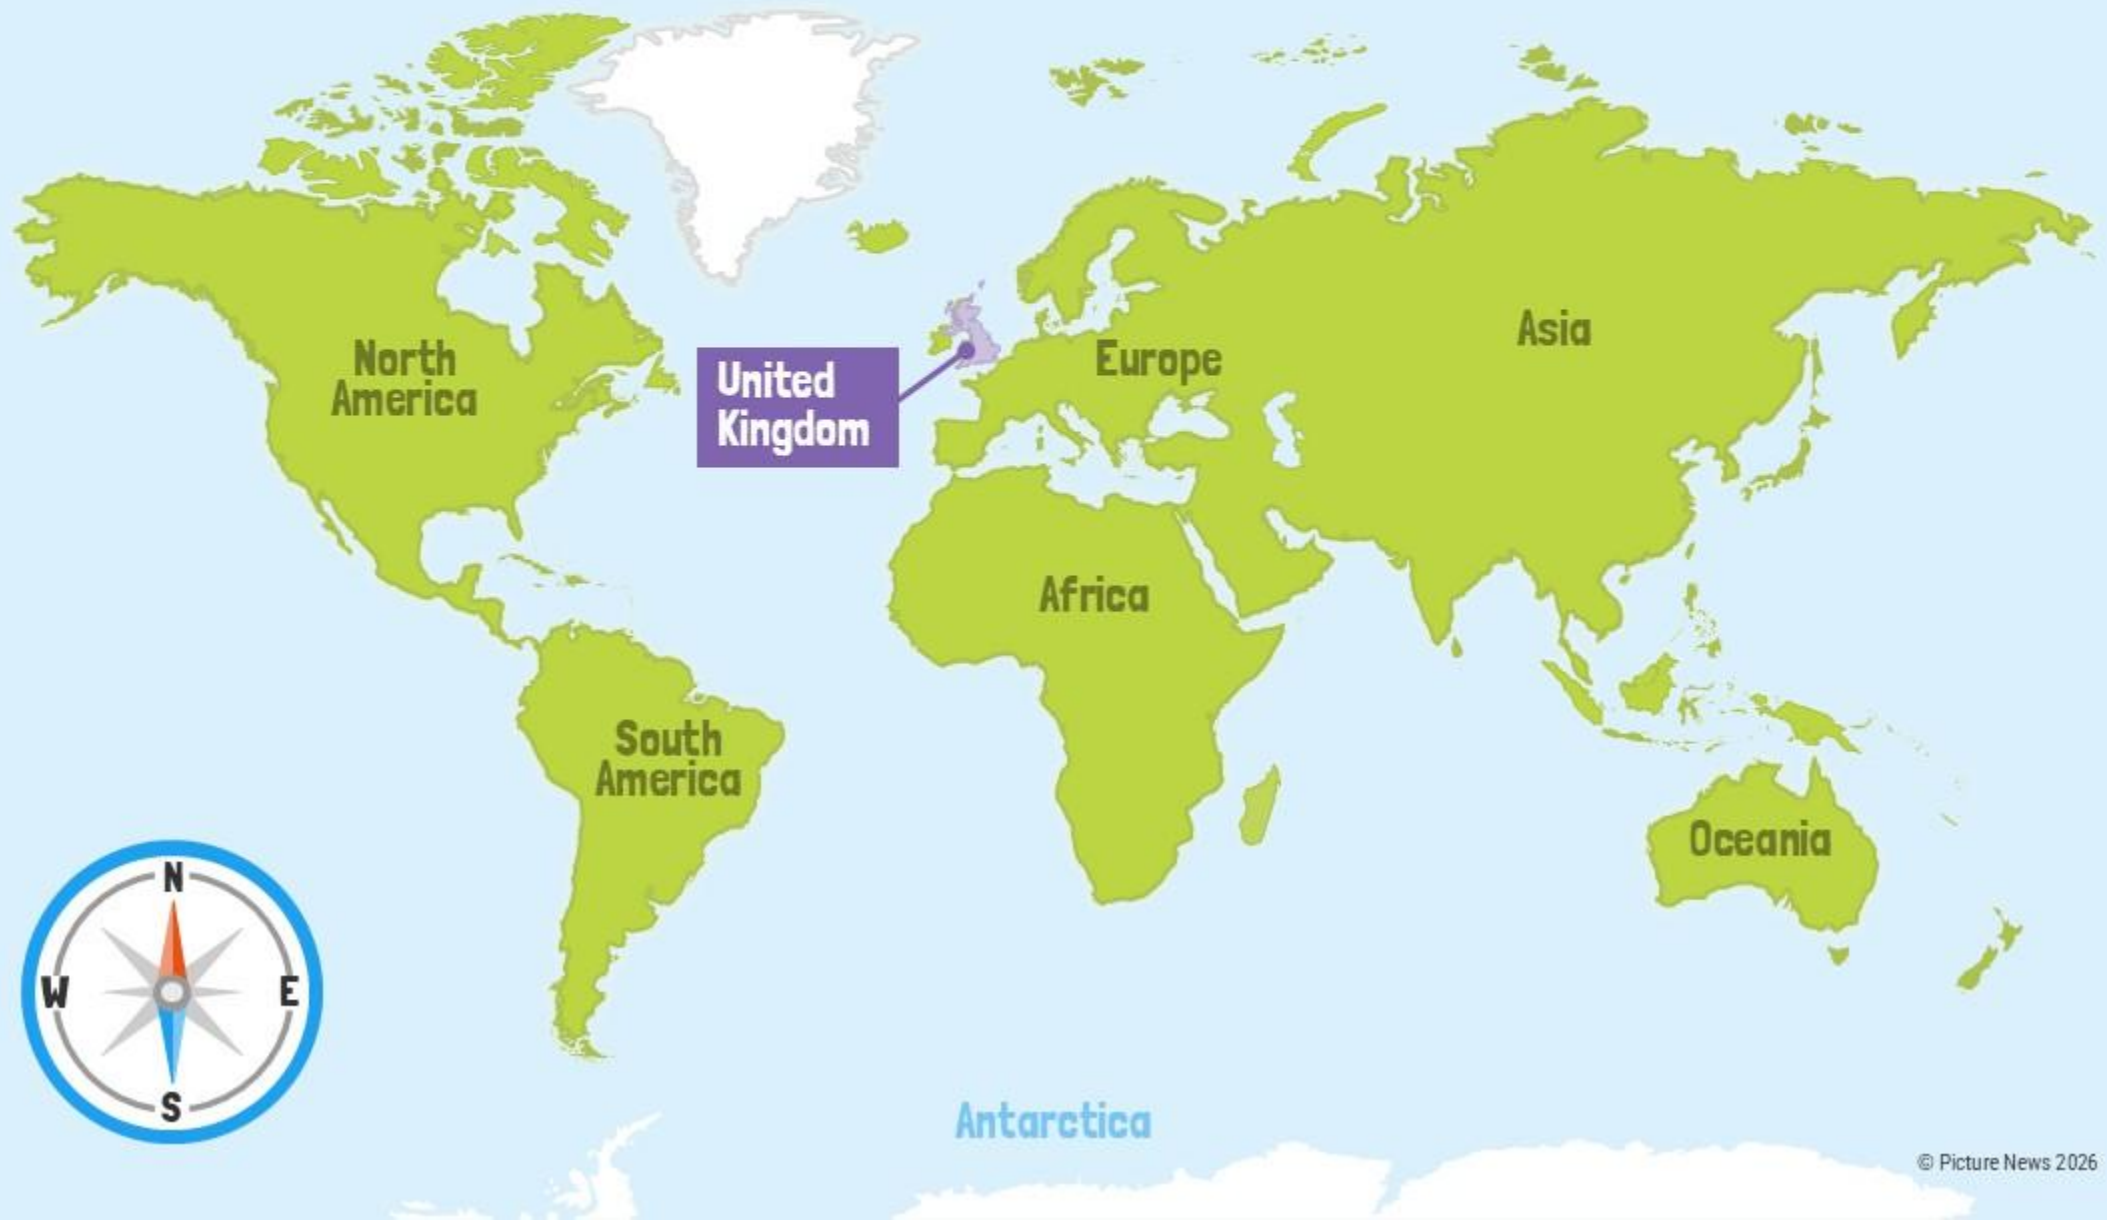 North
America
United
Kingdom
Europe
Asia
Africa
South
America
Oceania
N
W
E
S
Antarctica
© Picture News 2026